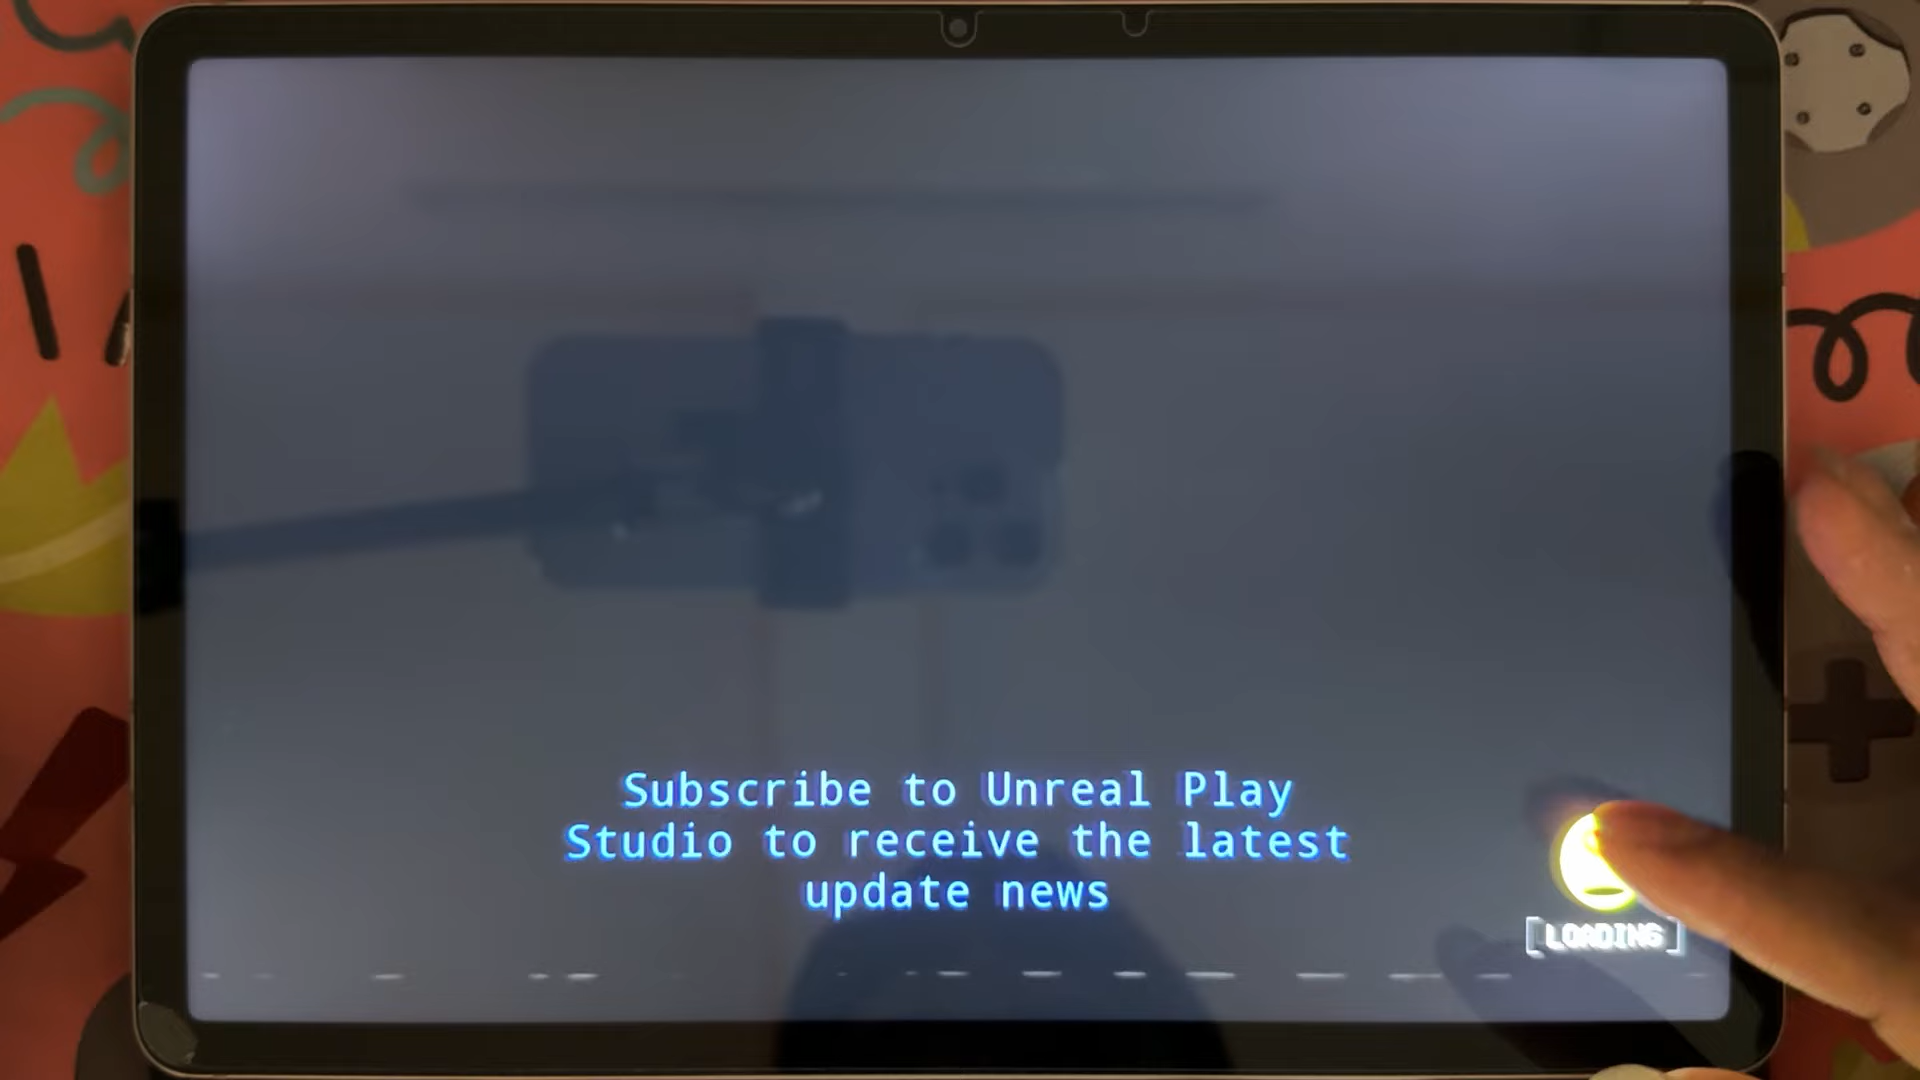 Subscribe to Unreal Play
Studio to receive the latest
update news
[LOADING]